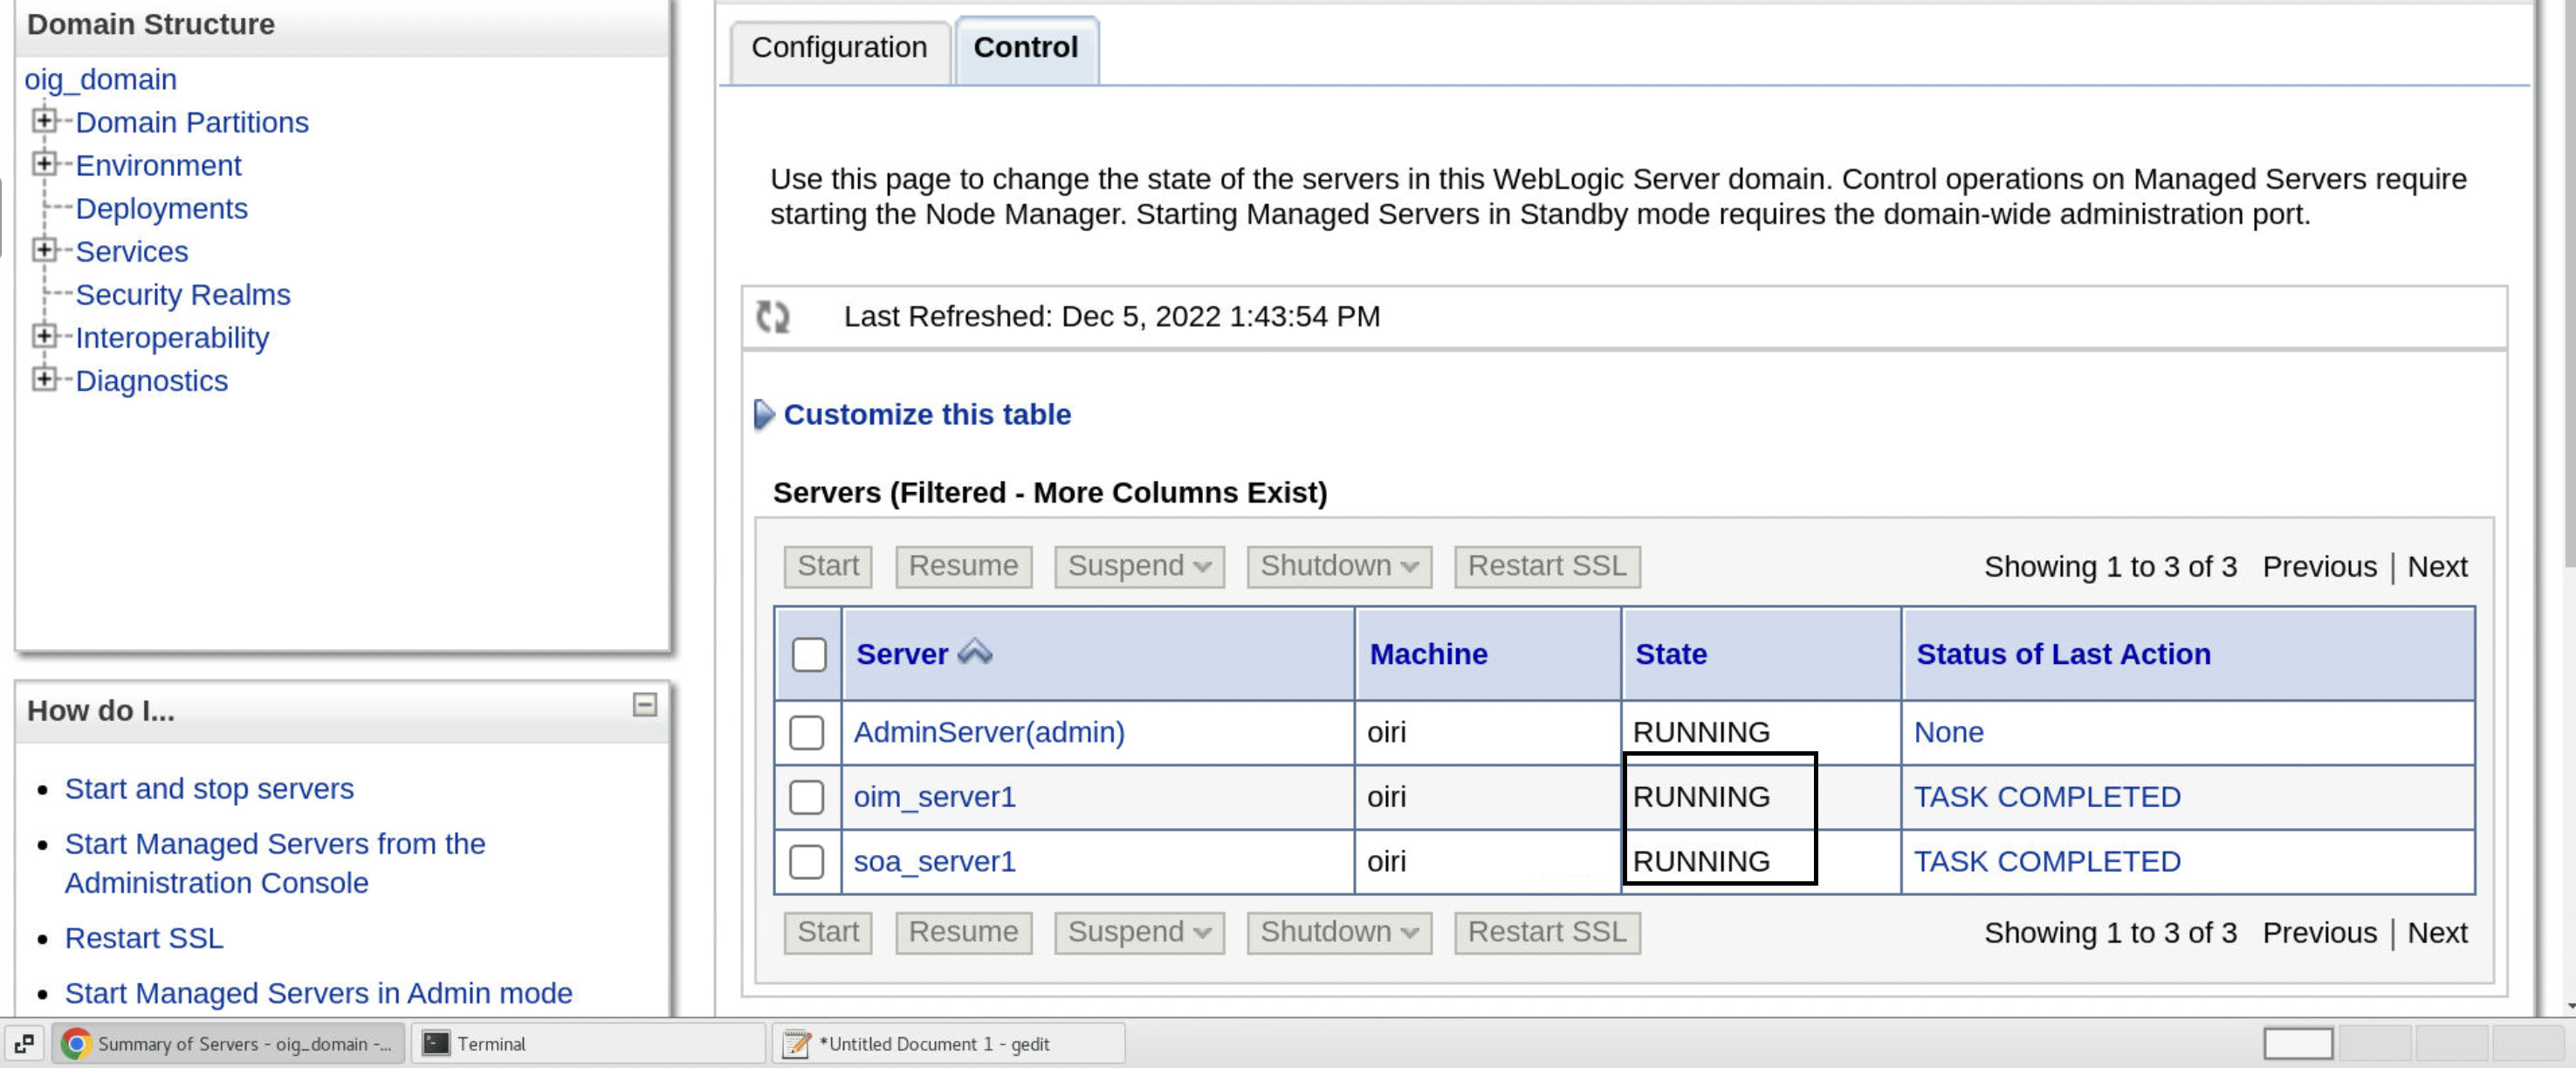 Domain Structure
oig_domain
Domain Partitions
Environment
Deployments
Services
Security Realms
Interoperability
Diagnostics
How do I...
Start and stop servers
Start Managed Servers from the
Administration Console
Restart SSL
Start Managed Servers in Admin mode
Configuration
Control
Use this page to change the state of the servers in this WebLogic Server domain. Control operations on Managed Servers require
starting the Node Manager. Starting Managed Servers in Standby mode requires the domain-wide administration port.
Last Refreshed: Dec 5, 2022 1:43:54 PM
Customize this table
Servers (Filtered - More Columns Exist)
Start Resume Suspend Shutdown Restart SSL Showing 1 to 3 of 3 Previous | Next
Server Machine State Status of Last Action
AdminServer(admin) oiri RUNNING None
oim_server1 oiri RUNNING TASK COMPLETED
soa_server1 oiri RUNNING TASK COMPLETED
Start Resume Suspend Shutdown Restart SSL Showing 1 to 3 of 3 Previous | Next
Summary of Servers - oig_domain -... Terminal *Untitled Document 1 - gedit